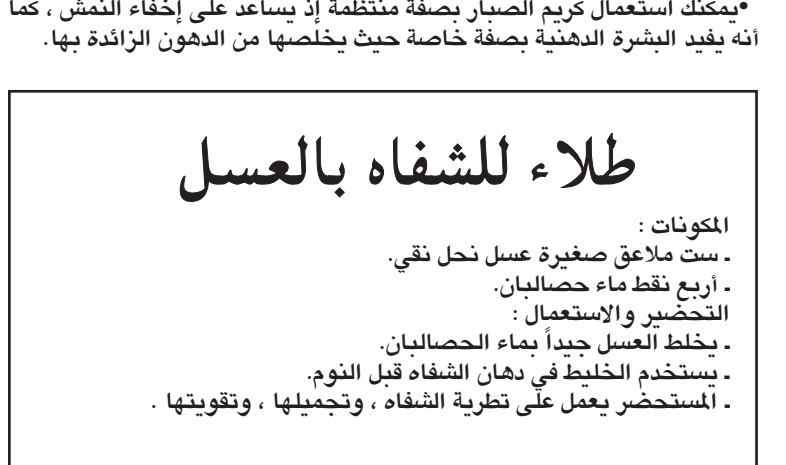 •يمكنك استعمال كريم الصبار بصفة منتظمة إذ يساعد على إخفاء النمش ، كما
أنه يفيد البشرة الدهنية بصفة خاصة حيث يخلصها من الدهون الزائدة بها.
طلاء للشفاه بالعسل
المكونات :
ـ ست ملاعق صغيرة عسل نحل نقي.
ـ أربع نقط ماء حصالبان.
التحضير والاستعمال :
ـ يخلط العسل جيداً بماء الحصالبان.
ـ يستخدم الخليط في دهان الشفاه قبل النوم.
ـ المستحضر يعمل على تطرية الشفاه ، وتجميلها ، وتقويتها .